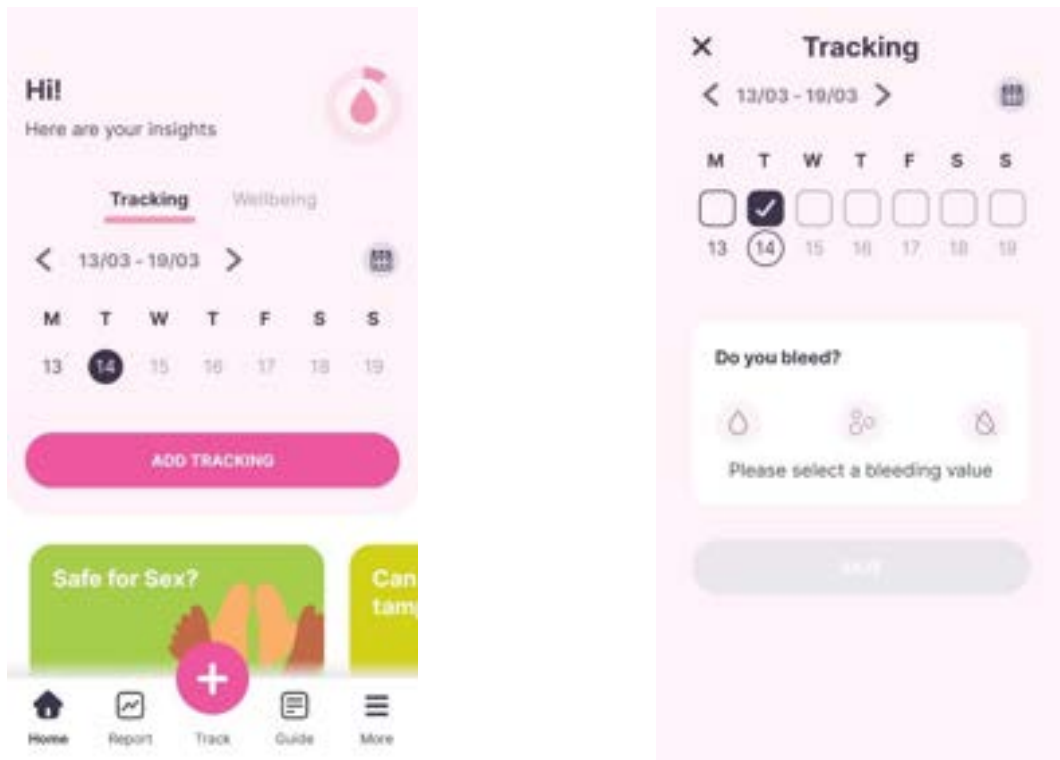 Hi!
Here are your insights
Tracking Wellbeing
13/03 - 19/03
M T W T F S S
13 14 15 16 17 18 19
ADD TRACKING
Safe for Sex?
Can
tam
Home Report Track Guide More
Tracking
13/03 - 19/03
M T W T F S S
13 14 15 16 17 18 19
Do you bleed?
Please select a bleeding value